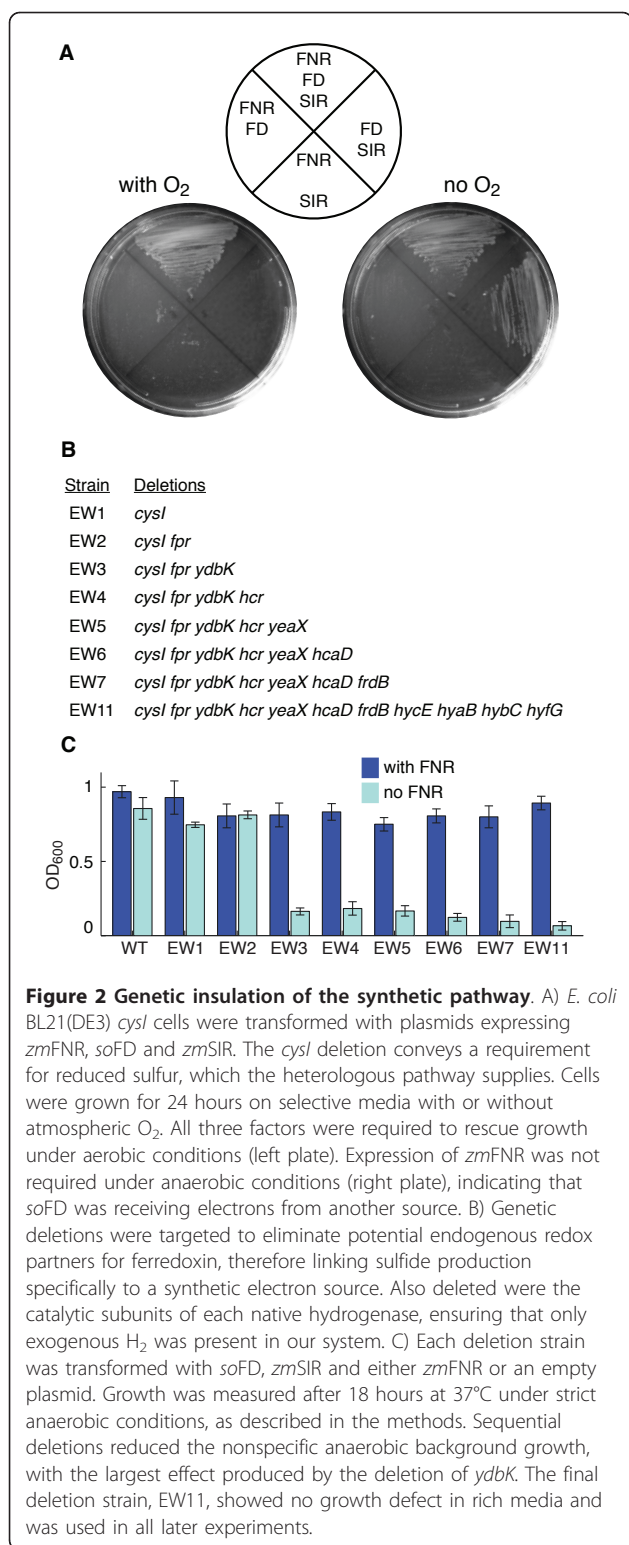 A
FNR
FD
SIR
FNR
FD
FD
SIR
FNR
SIR
with O2
no O2
B
Strain Deletions
EW1 cysI
EW2 cysI fpr
EW3 cysI fpr ydbK
EW4 cysI fpr ydbK hcr
EW5 cysI fpr ydbK hcr yeaX
EW6 cysI fpr ydbK hcr yeaX hcaD
EW7 cysI fpr ydbK hcr yeaX hcaD frdB
EW11 cysI fpr ydbK hcr yeaX hcaD frdB hycE hyaB hybC hyfG
C
with FNR
no FNR
1
0.5
0
OD600
WT EW1 EW2 EW3 EW4 EW5 EW6 EW7 EW11
Figure 2 Genetic insulation of the synthetic pathway. A) E. coli
BL21(DE3) cysI cells were transformed with plasmids expressing
zmFNR, soFD and zmSIR. The cysI deletion conveys a requirement
for reduced sulfur, which the heterologous pathway supplies. Cells
were grown for 24 hours on selective media with or without
atmospheric O2. All three factors were required to rescue growth
under aerobic conditions (left plate). Expression of zmFNR was not
required under anaerobic conditions (right plate), indicating that
soFD was receiving electrons from another source. B) Genetic
deletions were targeted to eliminate potential endogenous redox
partners for ferredoxin, therefore linking sulfide production
specifically to a synthetic electron source. Also deleted were the
catalytic subunits of each native hydrogenase, ensuring that only
exogenous H2 was present in our system. C) Each deletion strain
was transformed with soFD, zmSIR and either zmFNR or an empty
plasmid. Growth was measured after 18 hours at 37°C under strict
anaerobic conditions, as described in the methods. Sequential
deletions reduced the nonspecific anaerobic background growth,
with the largest effect produced by the deletion of ydbK. The final
deletion strain, EW11, showed no growth defect in rich media and
was used in all later experiments.